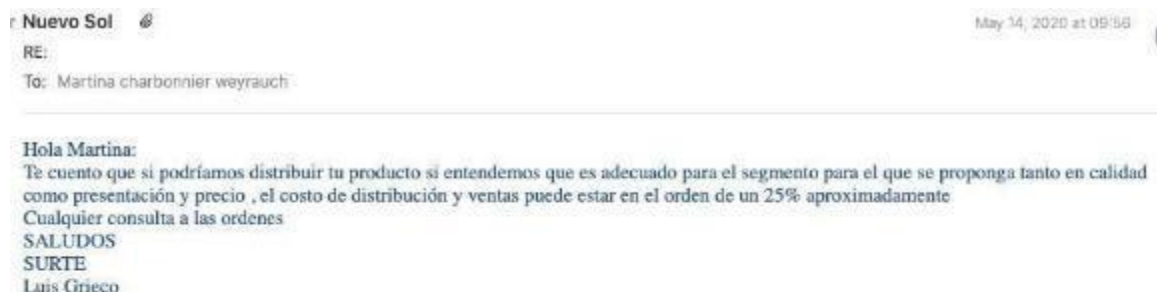 Nuevo Sol
May 14, 2020 at 09:56
RE:
To: Martina charbonnier weyrauch
Hola Martina:
Te cuento que si podríamos distribuir tu producto si entendemos que es adecuado para el segmento para el que se proponga tanto en calidad
como presentación y precio , el costo de distribución y ventas puede estar en el orden de un 25% aproximadamente
Cualquier consulta a las ordenes
SALUDOS
SURTE
Luis Grieco